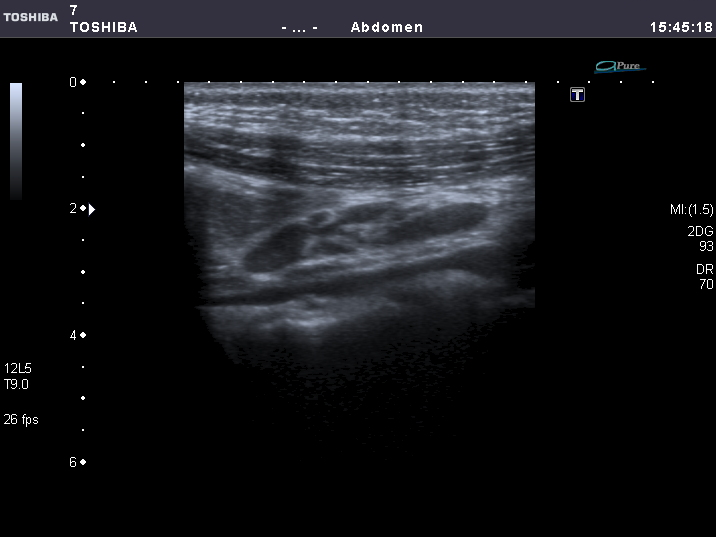 TOSHIBA
7
TOSHIBA - ... - Abdomen 15:45:18
aPure
T
0
2
4
6
MI:(1.5)
2DG
93
DR
70
12L5
T9.0
26 fps